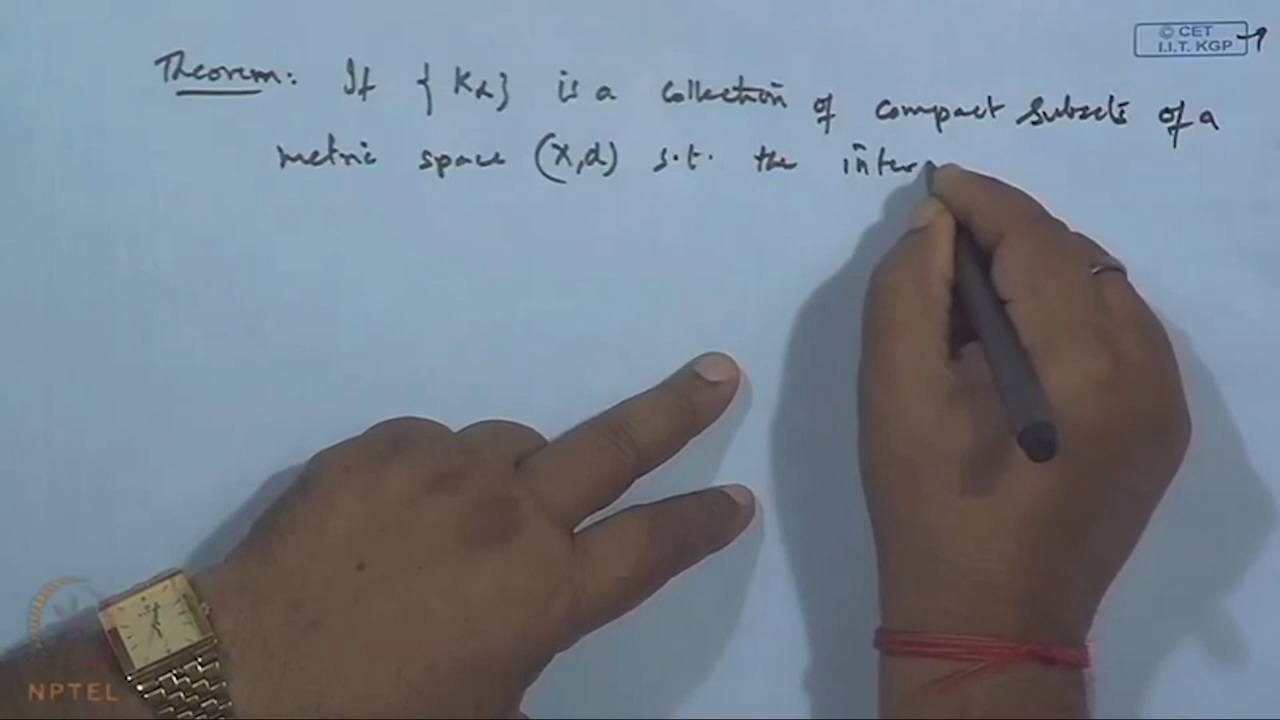 © CET
I.I.T. KGP
Theorem: If {Kα} is a collection of compact subsets of a
metric space (X,d) s.t. the inter
NPTEL